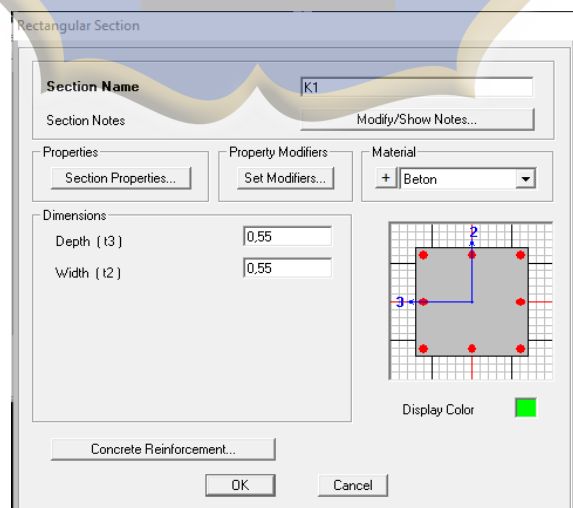 Rectangular Section
Section Name K1
Section Notes Modify/Show Notes...
Properties Property Modifiers Material
Section Properties... Set Modifiers... + Beton
Dimensions
Depth ( t3 ) 0,55
Width ( t2 ) 0,55
2
3
Display Color
Concrete Reinforcement...
OK Cancel